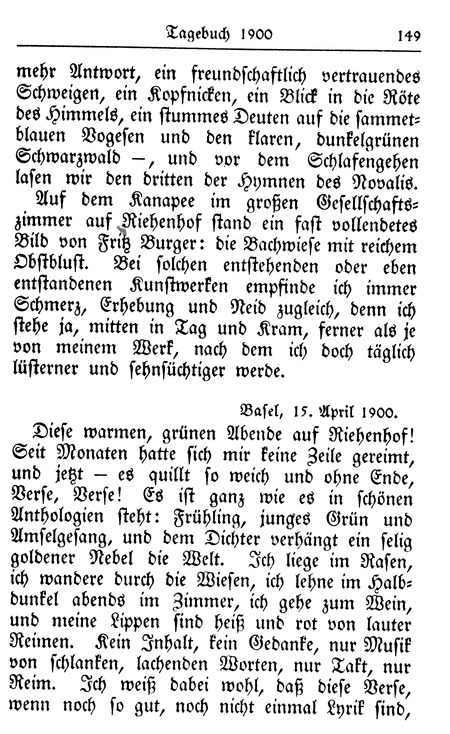 Tagebuch 1900 149
mehr Antwort, ein freundschaftlich vertrauendes
Schweigen, ein Kopfnicken, ein Blick in die Röte
des Himmels, ein stummes Deuten auf die sammet-
blauen Vogesen und den klaren, dunkelgrünen
Schwarzwald —, und vor dem Schlafengehen
lasen wir den dritten der Hymnen des Novalis.
Auf dem Kanapee im großen Gesellschafts-
zimmer auf Riehenhof stand ein fast vollendetes
Bild von Fritz Burger: die Bachwiese mit reichem
Obstblust. Bei solchen entstehenden oder eben
entstandenen Kunstwerken empfinde ich immer
Schmerz, Erhebung und Neid zugleich, denn ich
stehe ja, mitten in Tag und Kram, ferner als je
von meinem Werk, nach dem ich doch täglich
lüsterner und sehnsüchtiger werde.
Basel, 15. April 1900.
Diese warmen, grünen Abende auf Riehenhof!
Seit Monaten hatte sich mir keine Zeile gereimt,
und jetzt — es quillt so weich und ohne Ende,
Verse, Verse! Es ist ganz wie es in schönen
Anthologien steht: Frühling, junges Grün und
Amselgesang, und dem Dichter verhängt ein selig
goldener Nebel die Welt. Ich liege im Rasen,
ich wandere durch die Wiesen, ich lehne im Halb-
dunkel abends im Zimmer, ich gehe zum Wein,
und meine Lippen sind heiß und rot von lauter
Reimen. Kein Inhalt, kein Gedanke, nur Musik
von schlanken, lachenden Worten, nur Takt, nur
Reim. Ich weiß dabei wohl, daß diese Verse,
wenn noch so gut, noch nicht einmal Lyrik sind,